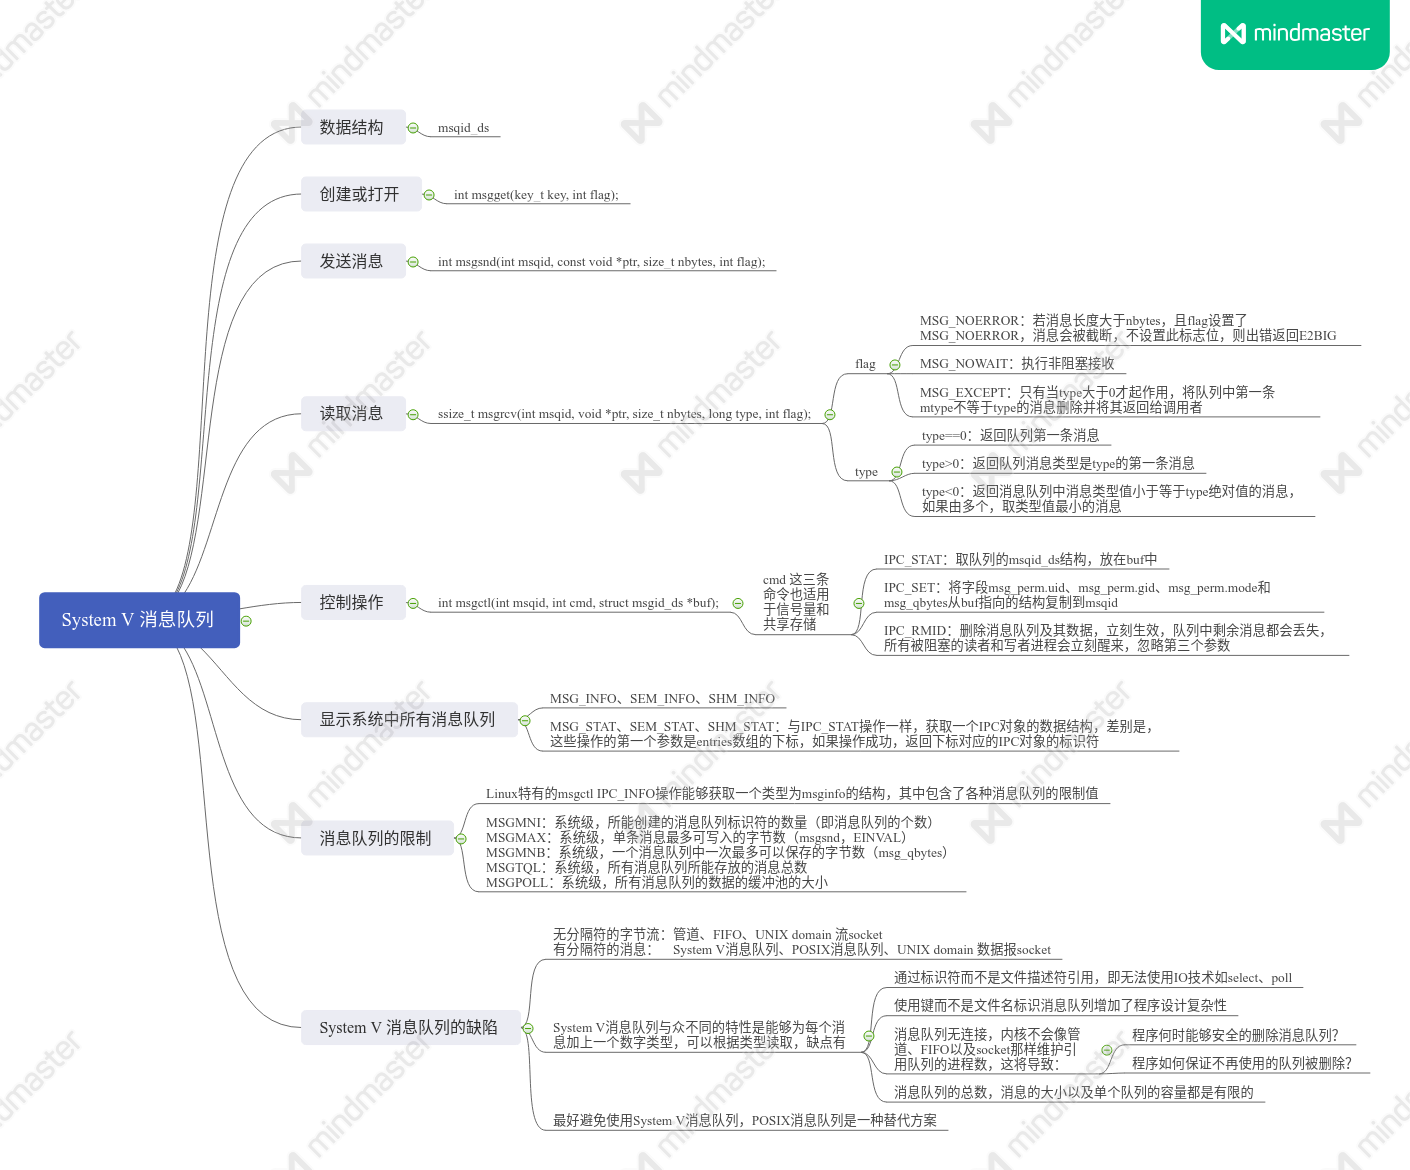 mindmaster
数据结构
msqid_ds
创建或打开
int msgget(key_t key, int flag);
发送消息
int msgsnd(int msqid, const void *ptr, size_t nbytes, int flag);
读取消息
ssize_t msgrcv(int msqid, void *ptr, size_t nbytes, long type, int flag);
flag
MSG_NOERROR：若消息长度大于nbytes，且flag设置了
MSG_NOERROR，消息会被截断，不设置此标志位，则出错返回E2BIG
MSG_NOWAIT：执行非阻塞接收
MSG_EXCEPT：只有当type大于0才起作用，将队列中第一条
mtype不等于type的消息删除并将其返回给调用者
type
type==0：返回队列第一条消息
type>0：返回队列消息类型是type的第一条消息
type<0：返回消息队列中消息类型值小于等于type绝对值的消息，
如果由多个，取类型值最小的消息
System V 消息队列
控制操作
int msgctl(int msqid, int cmd, struct msgid_ds *buf);
cmd 这三条
命令也适用
于信号量和
共享存储
IPC_STAT：取队列的msqid_ds结构，放在buf中
IPC_SET：将字段msg_perm.uid、msg_perm.gid、msg_perm.mode和
msg_qbytes从buf指向的结构复制到msqid
IPC_RMID：删除消息队列及其数据，立刻生效，队列中剩余消息都会丢失，
所有被阻塞的读者和写者进程会立刻醒来，忽略第三个参数
显示系统中所有消息队列
MSG_INFO、SEM_INFO、SHM_INFO
MSG_STAT、SEM_STAT、SHM_STAT：与IPC_STAT操作一样，获取一个IPC对象的数据结构，差别是，
这些操作的第一个参数是entries数组的下标，如果操作成功，返回下标对应的IPC对象的标识符
消息队列的限制
Linux特有的msgctl IPC_INFO操作能够获取一个类型为msginfo的结构，其中包含了各种消息队列的限制值
MSGMNI：系统级，所能创建的消息队列标识符的数量（即消息队列的个数）
MSGMAX：系统级，单条消息最多可写入的字节数（msgsnd，EINVAL）
MSGMNB：系统级，一个消息队列中一次最多可以保存的字节数（msg_qbytes）
MSGTQL：系统级，所有消息队列所能存放的消息总数
MSGPOLL：系统级，所有消息队列的数据的缓冲池的大小
System V 消息队列的缺陷
无分隔符的字节流：管道、FIFO、UNIX domain 流socket
有分隔符的消息： System V消息队列、POSIX消息队列、UNIX domain 数据报socket
System V消息队列与众不同的特性是能够为每个消
息加上一个数字类型，可以根据类型读取，缺点有
通过标识符而不是文件描述符引用，即无法使用IO技术如select、poll
使用键而不是文件名标识消息队列增加了程序设计复杂性
消息队列无连接，内核不会像管
道、FIFO以及socket那样维护引
用队列的进程数，这将导致：
程序何时能够安全的删除消息队列？
程序如何保证不再使用的队列被删除？
消息队列的总数，消息的大小以及单个队列的容量都是有限的
最好避免使用System V消息队列，POSIX消息队列是一种替代方案